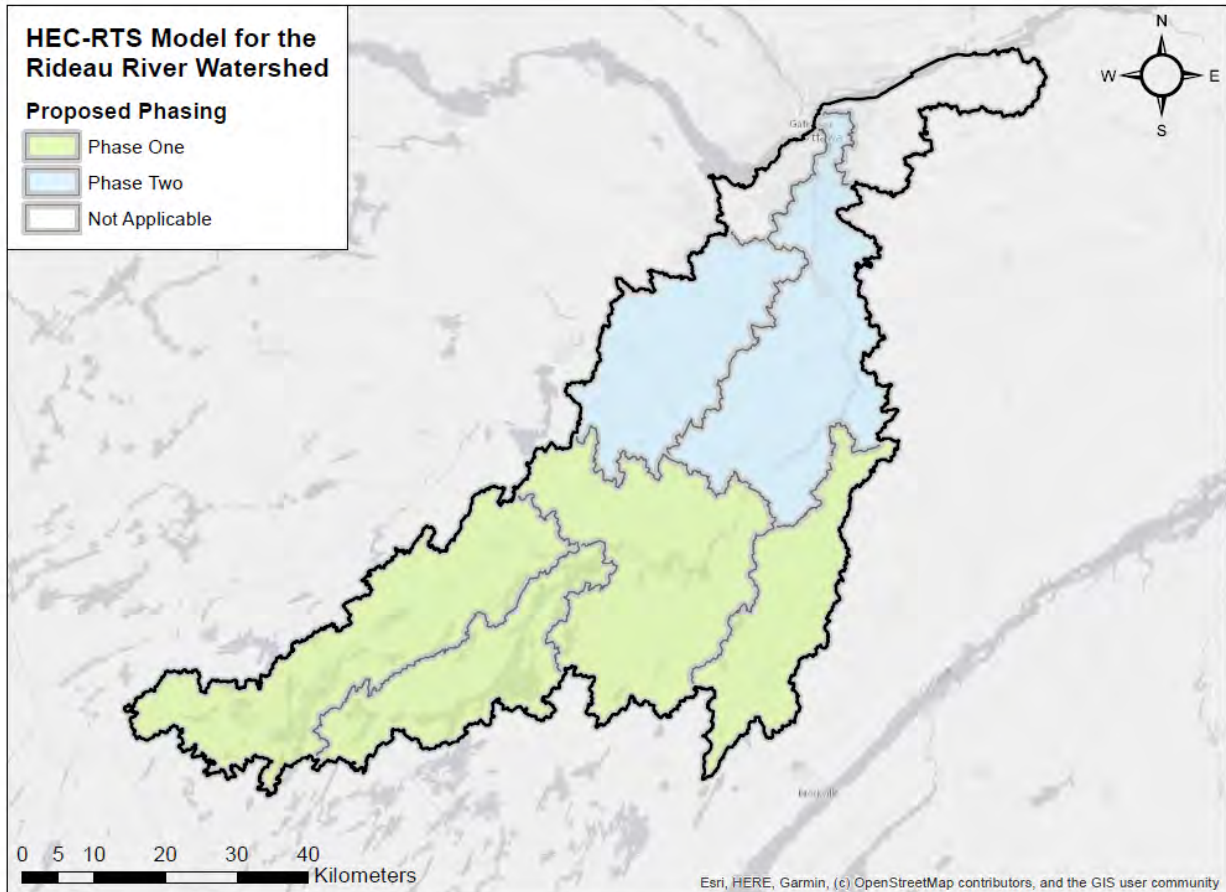 HEC-RTS Model for the
Rideau River Watershed
Proposed Phasing
Phase One
Phase Two
Not Applicable
N
W E
S
0 5 10 20 30 40
Kilometers
Esri, HERE, Garmin, (c) OpenStreetMap contributors, and the GIS user community